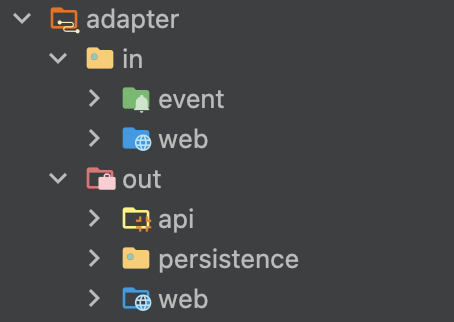 adapter
in
event
web
out
api
persistence
web